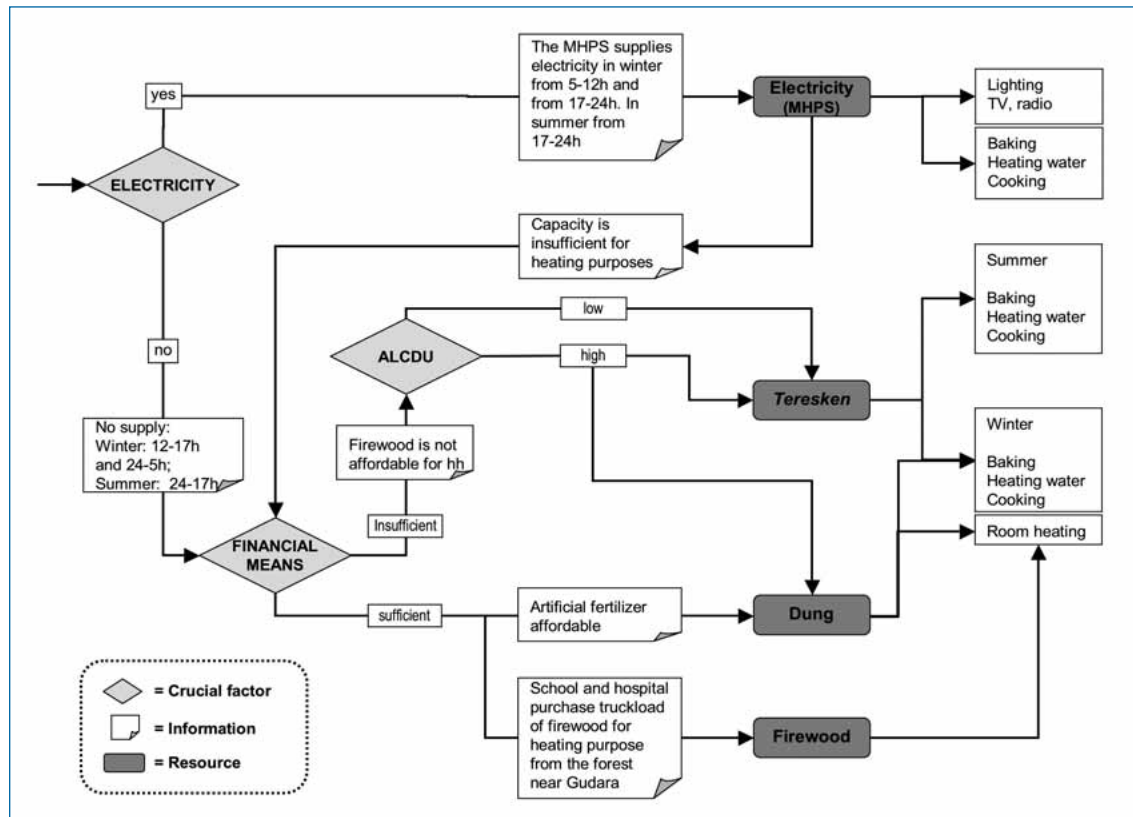 yes
The MHPS supplies
electricity in winter
from 5-12h and
from 17-24h. In
summer from
17-24h
Electricity
(MHPS)
Lighting
TV, radio
Baking
Heating water
Cooking
ELECTRICITY
Capacity is
insufficient for
heating purposes
Summer
Baking
Heating water
Cooking
low
ALCDU
high
no
Teresken
No supply:
Winter: 12-17h
and 24-5h;
Summer: 24-17h
Firewood is not
affordable for hh
Winter
Baking
Heating water
Cooking
Insufficient
Room heating
FINANCIAL
MEANS
sufficient
Artificial fertilizer
affordable
Dung
School and hospital
purchase truckload
of firewood for
heating purpose
from the forest
near Gudara
Firewood
= Crucial factor
= Information
= Resource